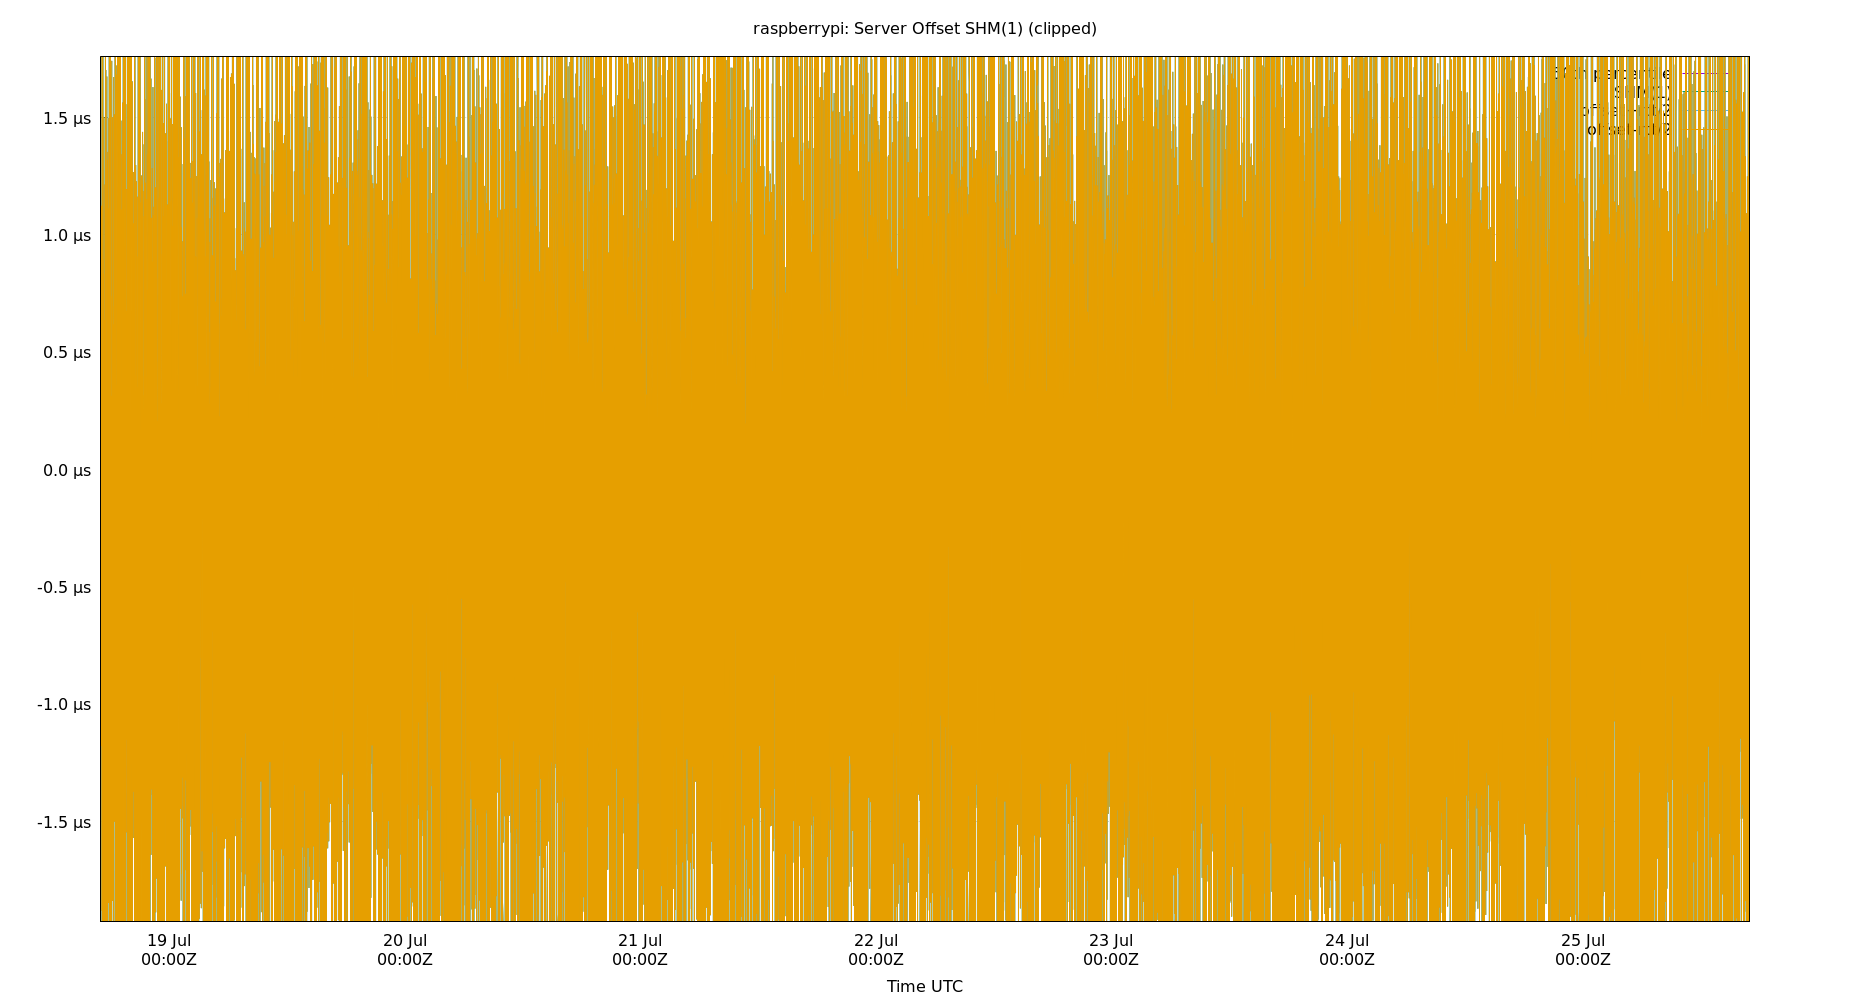 raspberrypi: Server Offset SHM(1) (clipped)
1.5 µs
1.0 µs
0.5 µs
0.0 µs
-0.5 µs
-1.0 µs
-1.5 µs
19 Jul 20 Jul 21 Jul 22 Jul 23 Jul 24 Jul 25 Jul
00:00Z 00:00Z 00:00Z 00:00Z 00:00Z 00:00Z 00:00Z
Time UTC